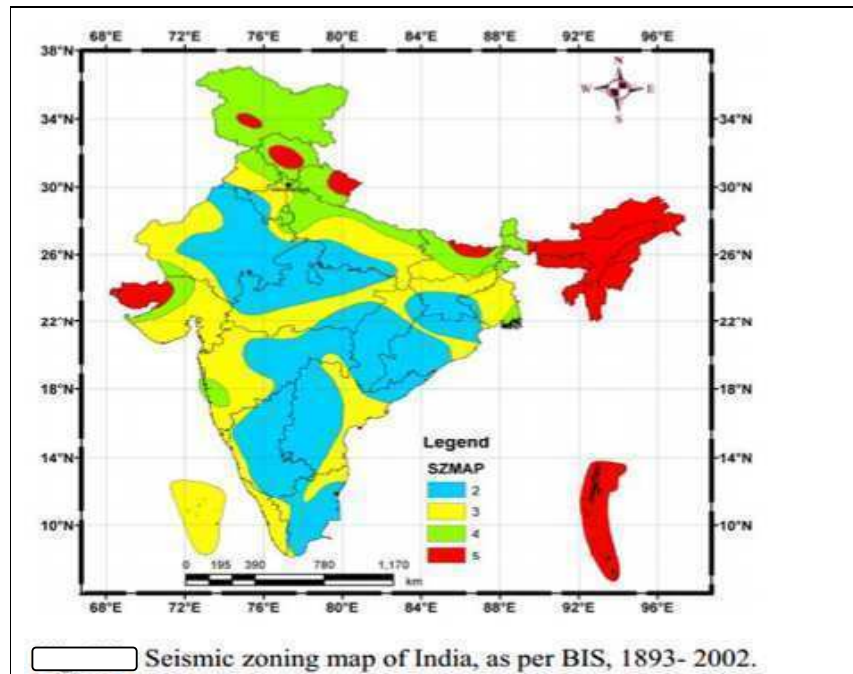 68°E 72°E 76°E 80°E 84°E 88°E 92°E 96°E
38°N
34°N 34°N
30°N 30°N
26°N 26°N
22°N 22°N
18°N 18°N
14°N 14°N
10°N 10°N
N
W E
S
Legend
SZMAP
2
3
4
5
0 195 390 780 1,170
km
68°E 72°E 76°E 80°E 84°E 88°E 92°E 96°E
Seismic zoning map of India, as per BIS, 1893- 2002.